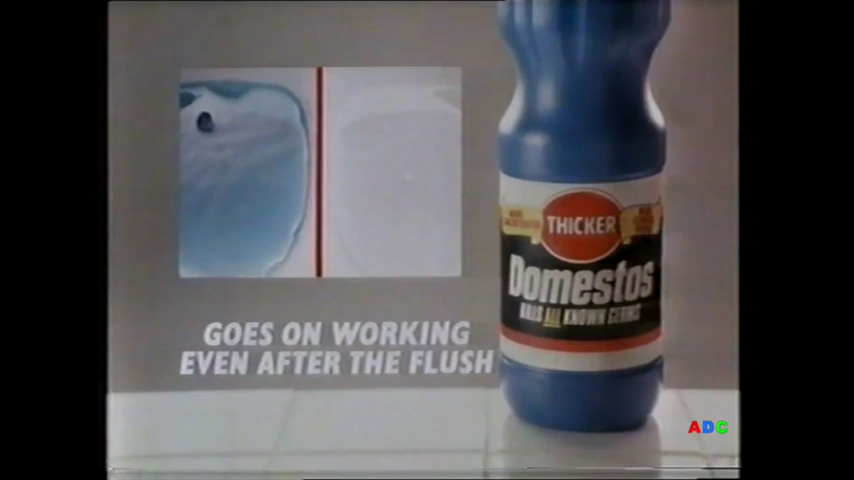 THICKER
Domestos
KILLS ALL KNOWN GERMS
GOES ON WORKING
EVEN AFTER THE FLUSH
ADC